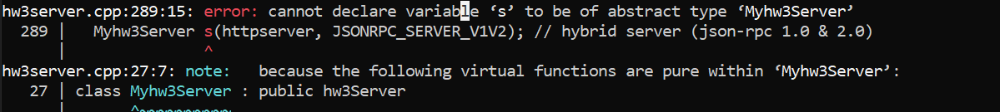 hw3server.cpp:289:15: error: cannot declare variable ‘s’ to be of abstract type ‘Myhw3Server’
289 | Myhw3Server s(httpserver, JSONRPC_SERVER_V1V2); // hybrid server (json-rpc 1.0 & 2.0)
| ^
hw3server.cpp:27:7: note: because the following virtual functions are pure within ‘Myhw3Server’:
27 | class Myhw3Server : public hw3Server
| ^~~~~~~~~~~